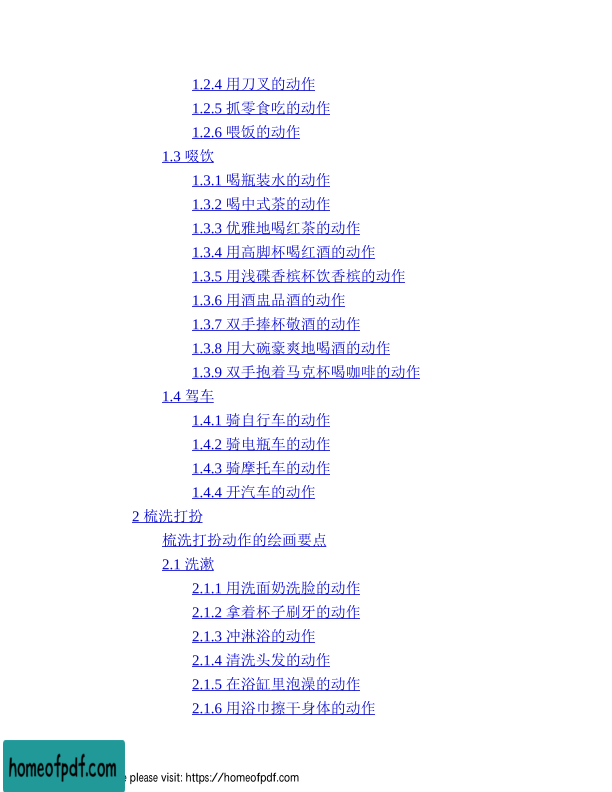 1.2.4 用刀叉的动作
1.2.5 抓零食吃的动作
1.2.6 喂饭的动作
1.3 啜饮
1.3.1 喝瓶装水的动作
1.3.2 喝中式茶的动作
1.3.3 优雅地喝红茶的动作
1.3.4 用高脚杯喝红酒的动作
1.3.5 用浅碟香槟杯饮香槟的动作
1.3.6 用酒盅品酒的动作
1.3.7 双手捧杯敬酒的动作
1.3.8 用大碗豪爽地喝酒的动作
1.3.9 双手抱着马克杯喝咖啡的动作
1.4 驾车
1.4.1 骑自行车的动作
1.4.2 骑电瓶车的动作
1.4.3 骑摩托车的动作
1.4.4 开汽车的动作
2 梳洗打扮
梳洗打扮动作的绘画要点
2.1 洗漱
2.1.1 用洗面奶洗脸的动作
2.1.2 拿着杯子刷牙的动作
2.1.3 冲淋浴的动作
2.1.4 清洗头发的动作
2.1.5 在浴缸里泡澡的动作
2.1.6 用浴巾擦干身体的动作
homeofpdf.com please visit: https://homeofpdf.com